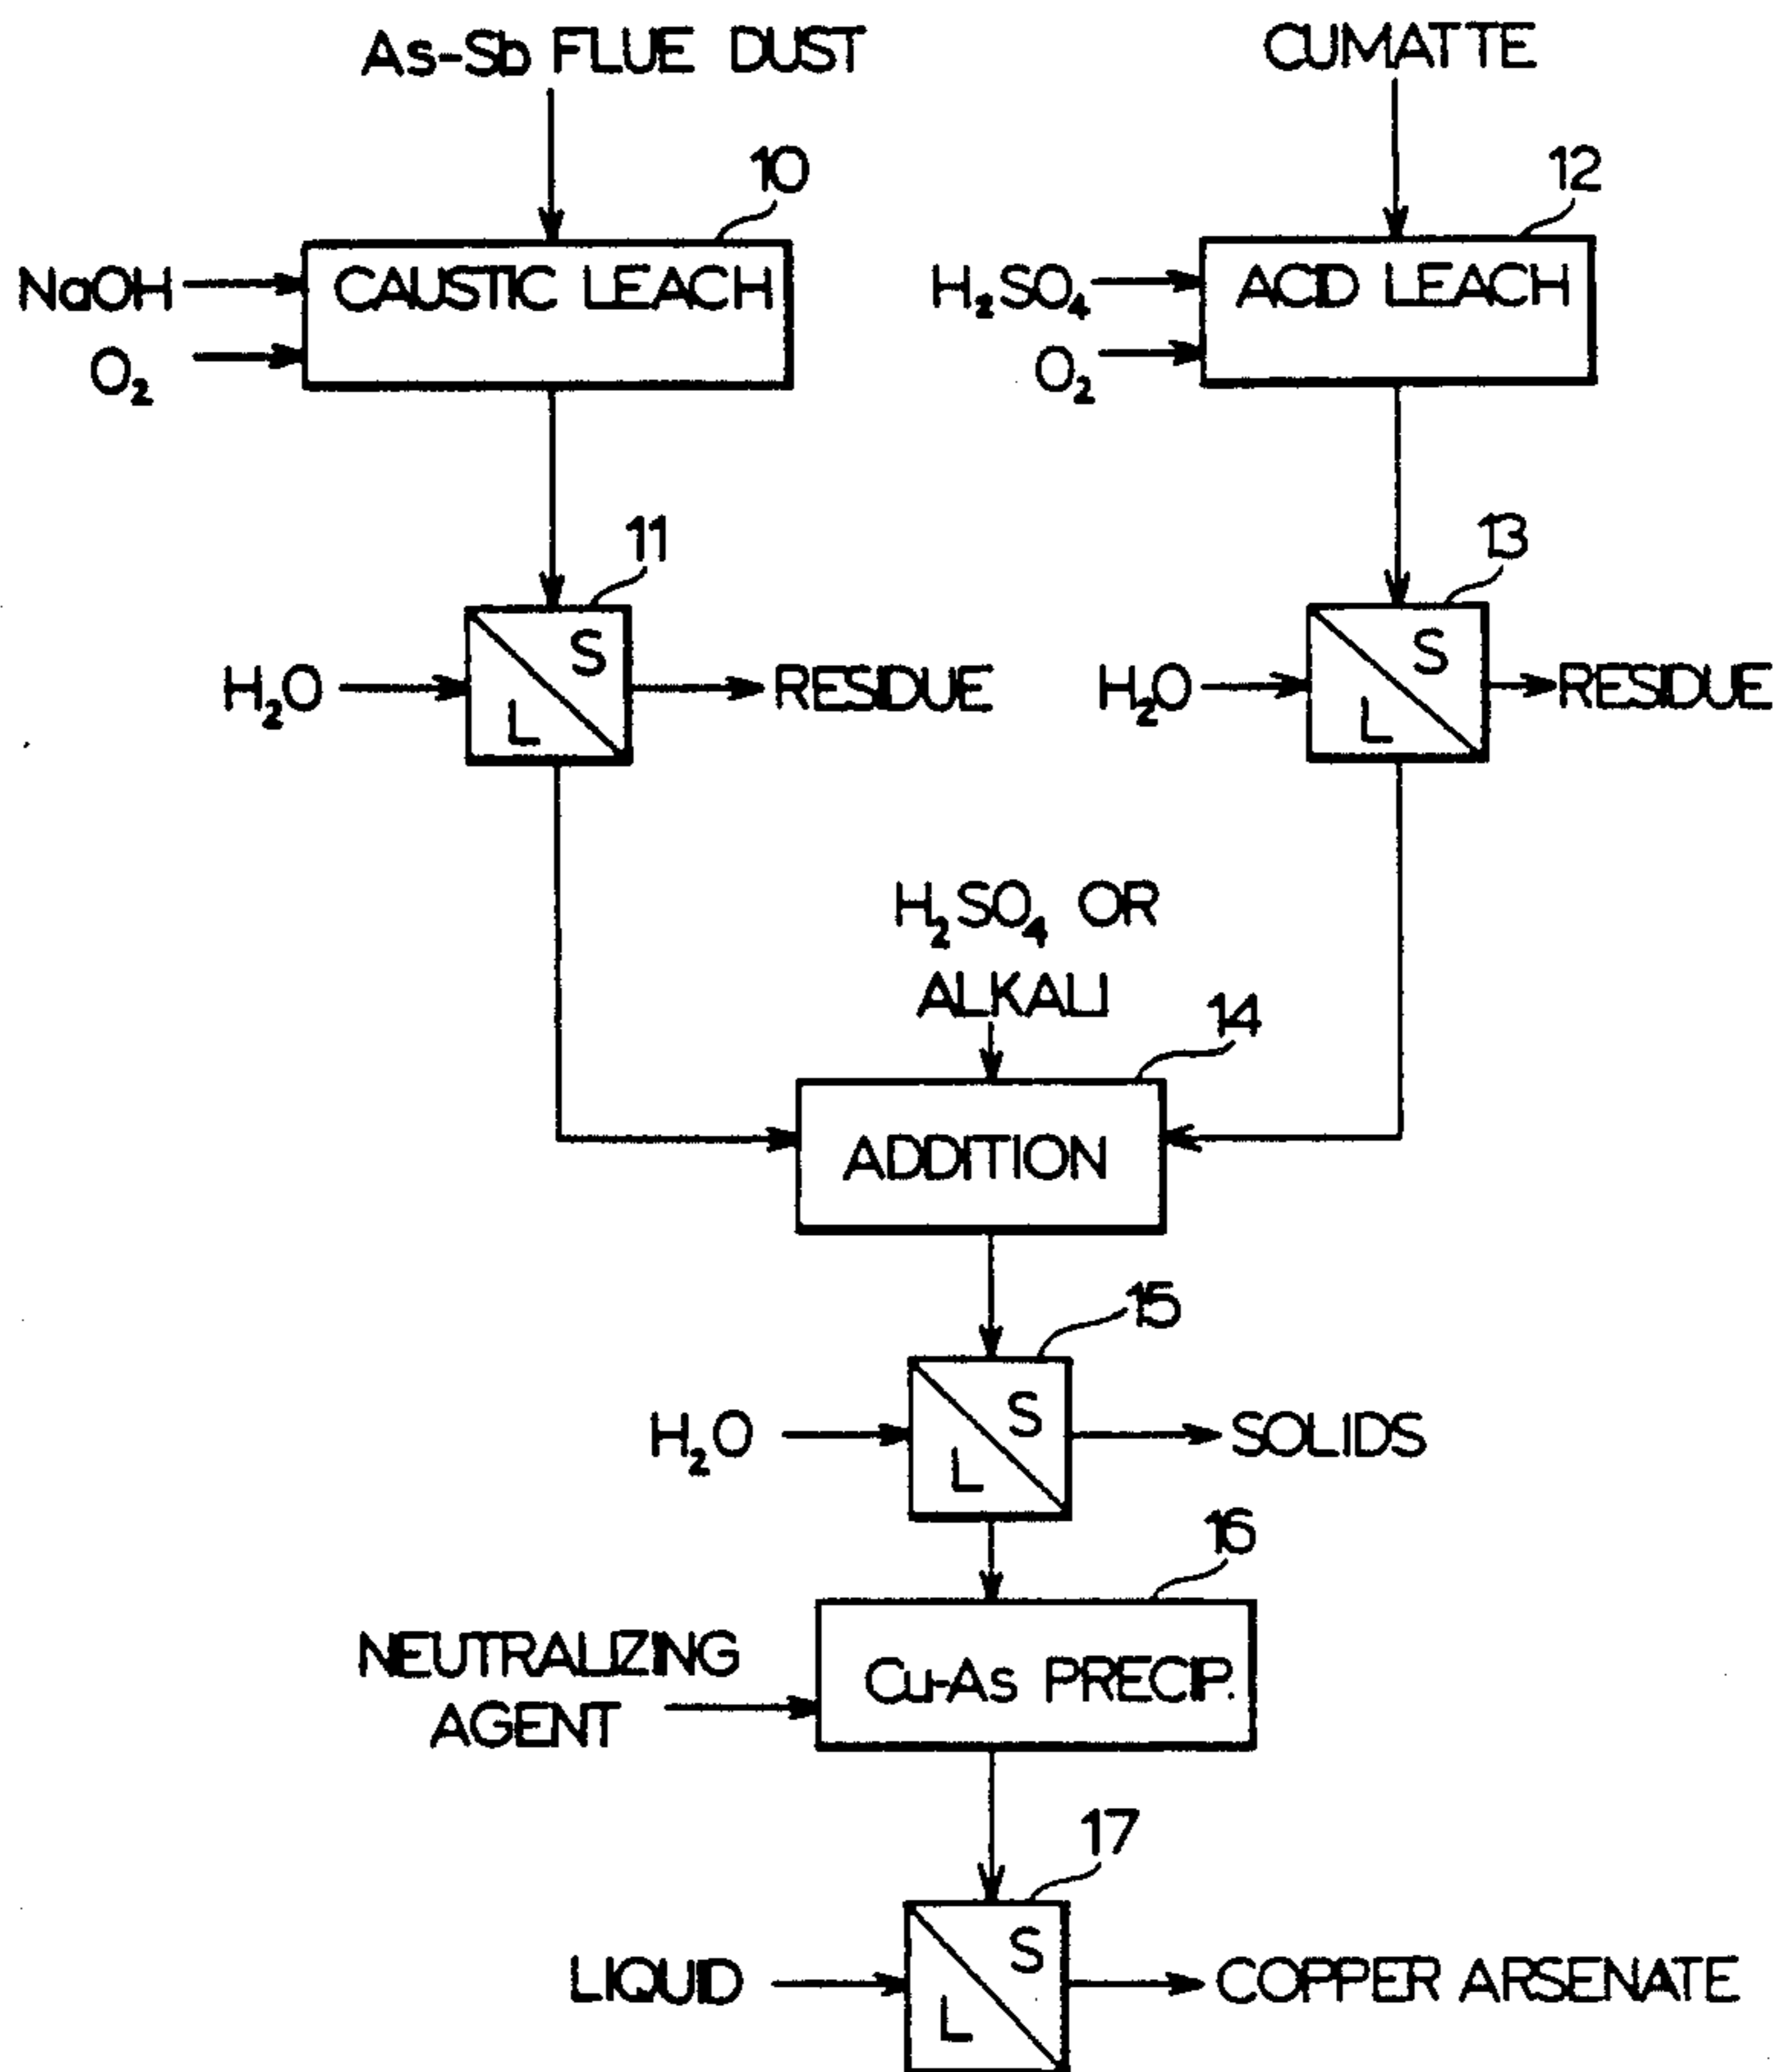 As-Sb FLUE DUST
CUMATTE
10
12
NaOH
CAUSTIC LEACH
H₂SO₄
ACID LEACH
O₂
O₂
11
13
S
S
H₂O
RESIDUE
H₂O
RESIDUE
L
L
H₂SO₄ OR
ALKALI
14
ADDITION
15
S
H₂O
SOLIDS
L
16
NEUTRALIZING
AGENT
Cu-As PRECIP.
17
S
LIQUID
COPPER ARSENATE
L